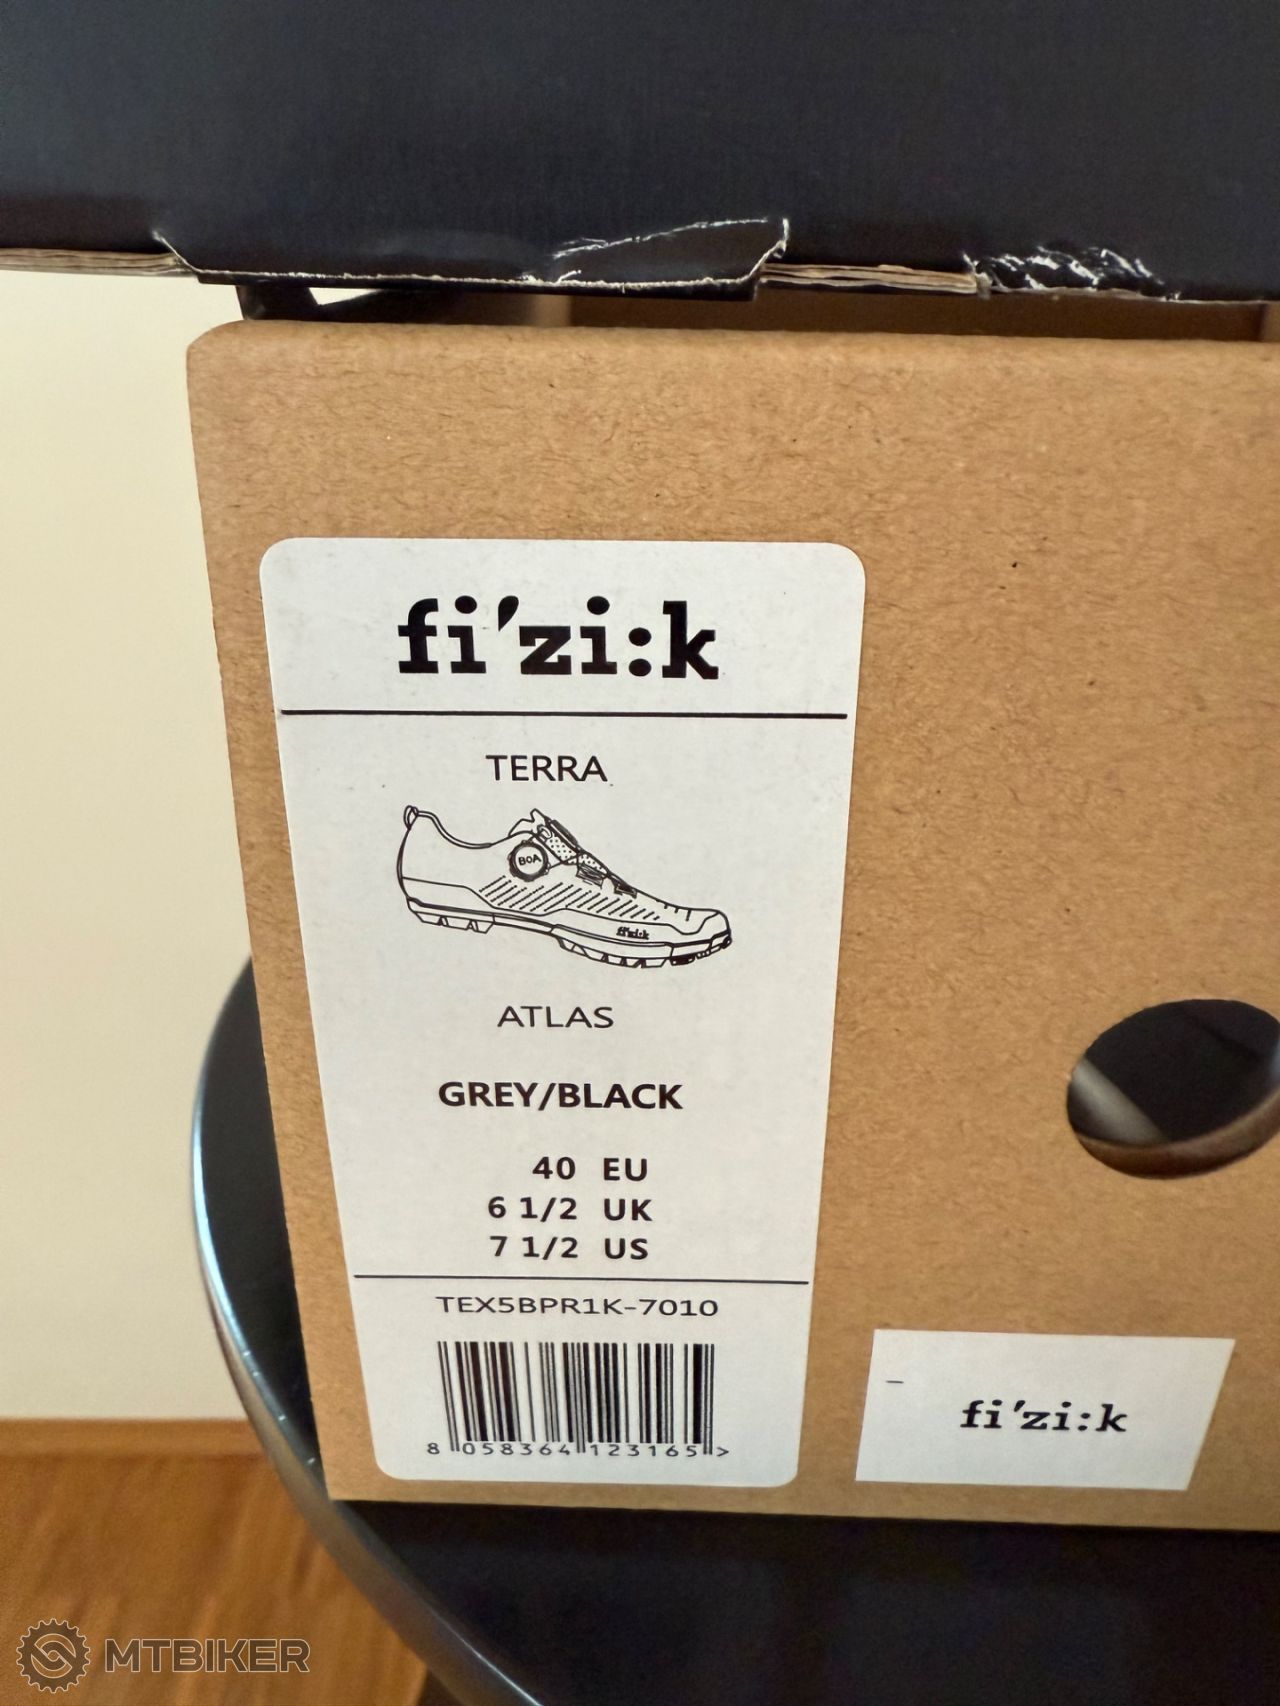 fi'zi:k
TERRA
BOA
fi'zi:k
ATLAS
GREY/BLACK
40 EU
6 1/2 UK
7 1/2 US
TEX5BPR1K-7010
8 058364 123165 >
fi'zi:k
MTBIKER